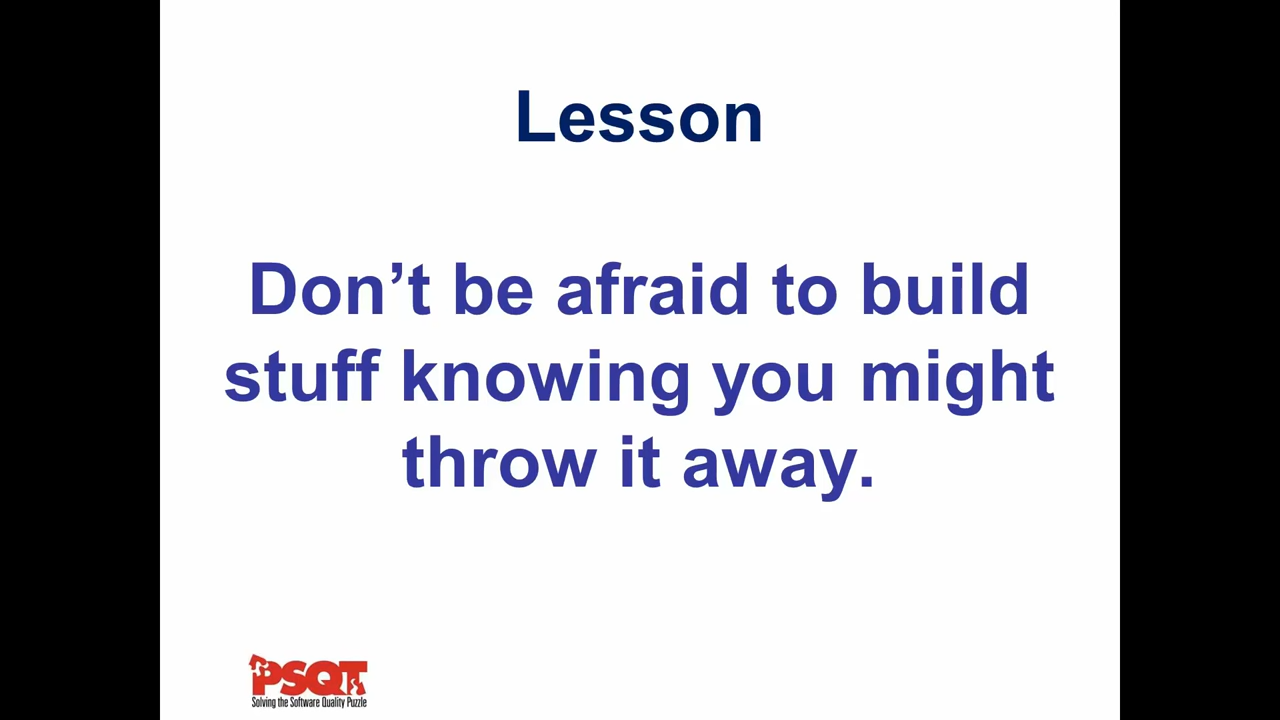 Lesson
Don’t be afraid to build
stuff knowing you might
throw it away.
PSQT
Solving the Software Quality Puzzle